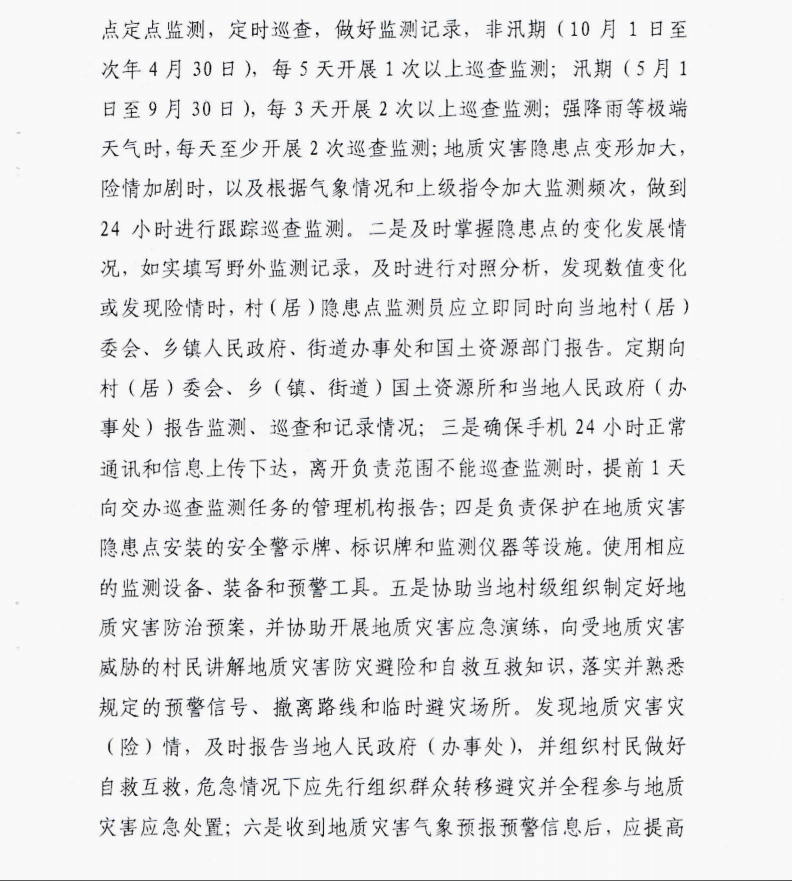 点定点监测，定时巡查，做好监测记录，非汛期（10 月 1 日至
次年 4 月 30 日），每 5 天开展 1 次以上巡查监测；汛期（5 月 1
日至 9 月 30 日），每 3 天开展 2 次以上巡查监测；强降雨等极端
天气时，每天至少开展 2 次巡查监测；地质灾害隐患点变形加大，
险情加剧时，以及根据气象情况和上级指令加大监测频次，做到
24 小时进行跟踪巡查监测。二是及时掌握隐患点的变化发展情
况，如实填写野外监测记录，及时进行对照分析，发现数值变化
或发现险情时，村（居）隐患点监测员应立即同时向当地村（居）
委会、乡镇人民政府、街道办事处和国土资源部门报告。定期向
村（居）委会、乡（镇、街道）国土资源所和当地人民政府（办
事处）报告监测、巡查和记录情况；三是确保手机 24 小时正常
通讯和信息上传下达，离开负责范围不能巡查监测时，提前 1 天
向交办巡查监测任务的管理机构报告；四是负责保护在地质灾害
隐患点安装的安全警示牌、标识牌和监测仪器等设施。使用相应
的监测设备、装备和预警工具。五是协助当地村级组织制定好地
质灾害防治预案，并协助开展地质灾害应急演练，向受地质灾害
威胁的村民讲解地质灾害防灾避险和自救互救知识，落实并熟悉
规定的预警信号、撤离路线和临时避灾场所。发现地质灾害灾
（险）情，及时报告当地人民政府（办事处），并组织村民做好
自救互救，危急情况下应先行组织群众转移避灾并全程参与地质
灾害应急处置；六是收到地质灾害气象预报预警信息后，应提高